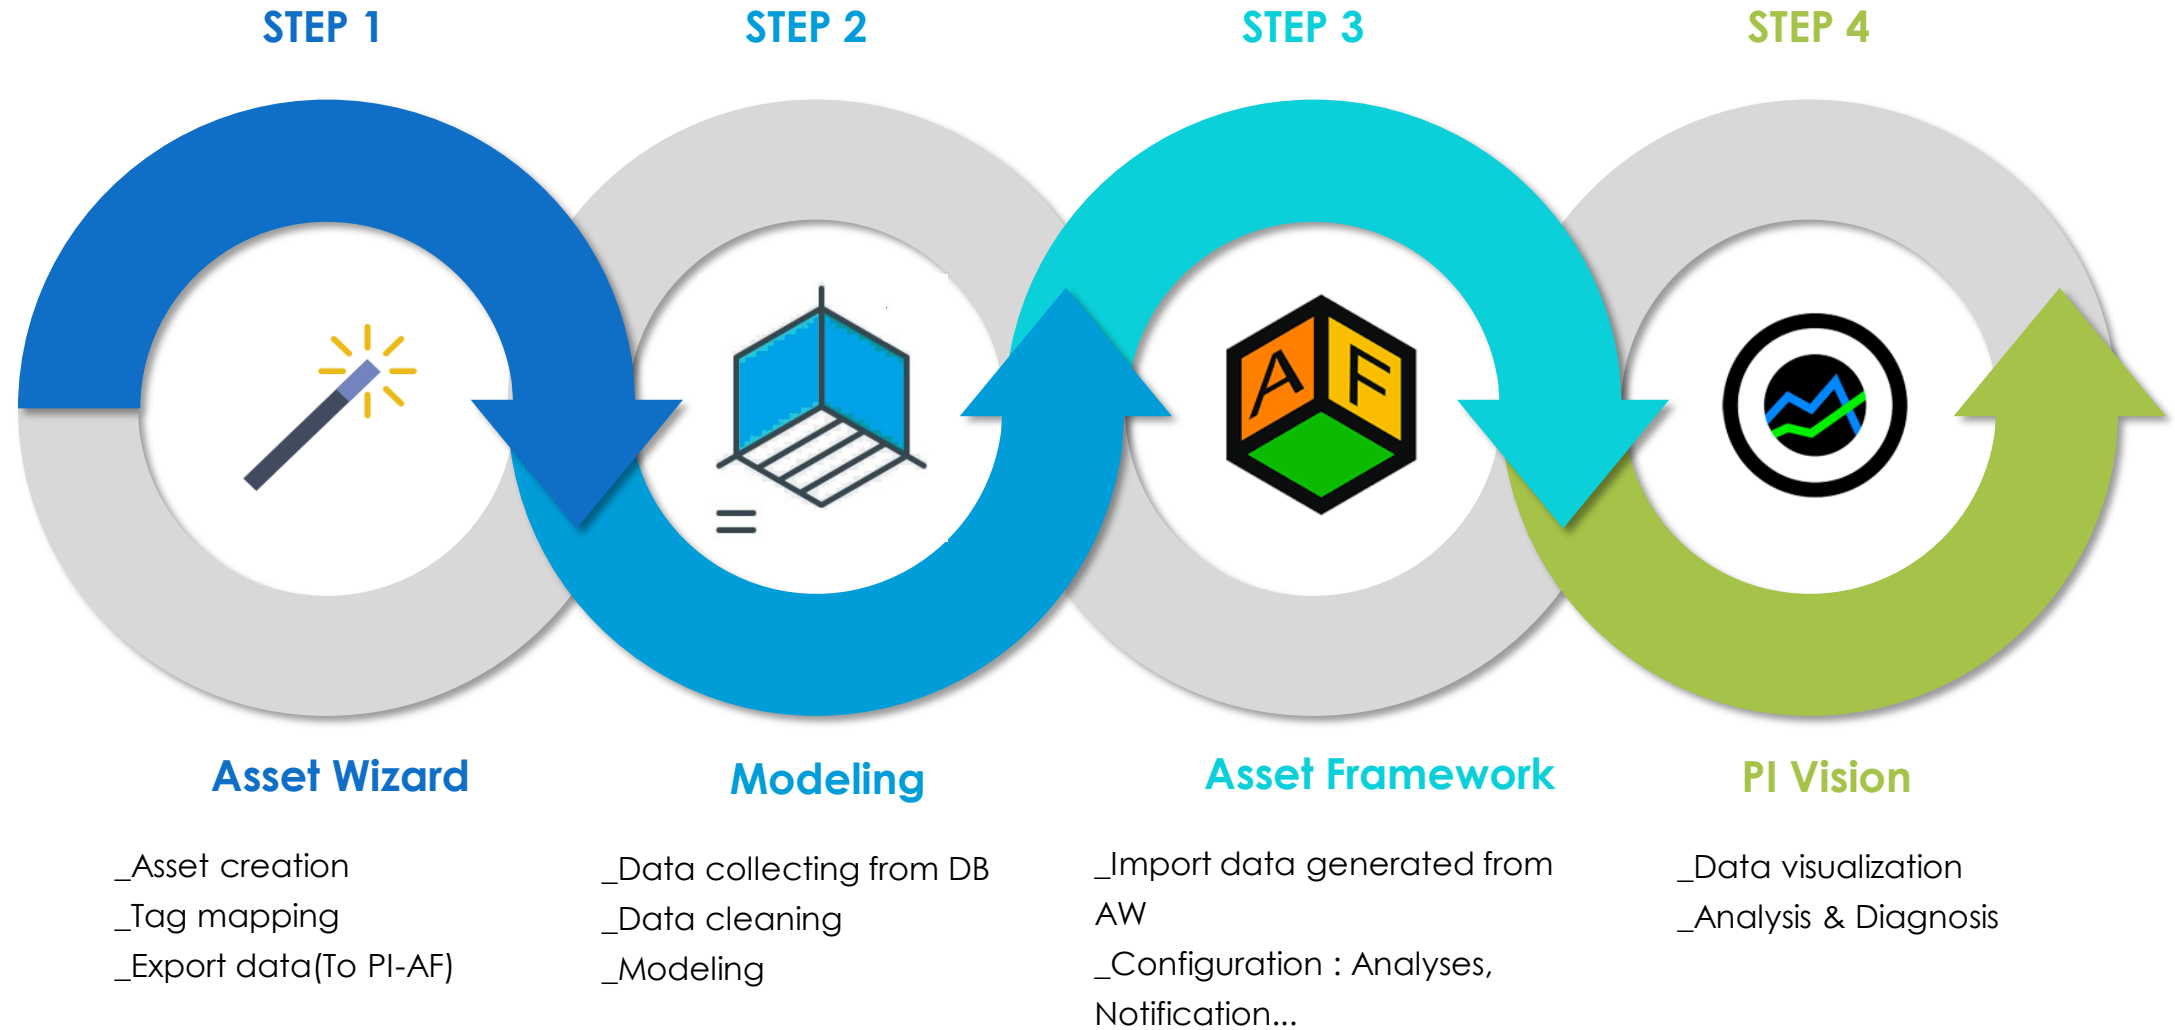 STEP 1
STEP 2
STEP 3
STEP 4
A F
Asset Wizard
Modeling
Asset Framework
PI Vision
_Asset creation
_Tag mapping
_Export data(To PI-AF)
_Data collecting from DB
_Data cleaning
_Modeling
_Import data generated from
AW
_Configuration : Analyses,
Notification...
_Data visualization
_Analysis & Diagnosis